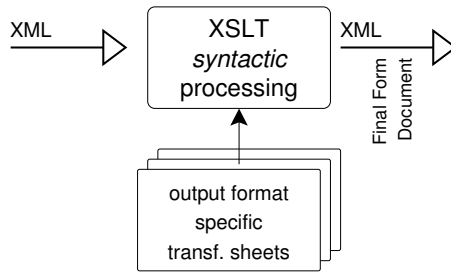 XML
XSLT
syntactic
processing
XML
Final Form
Document
output format
specific
transf. sheets